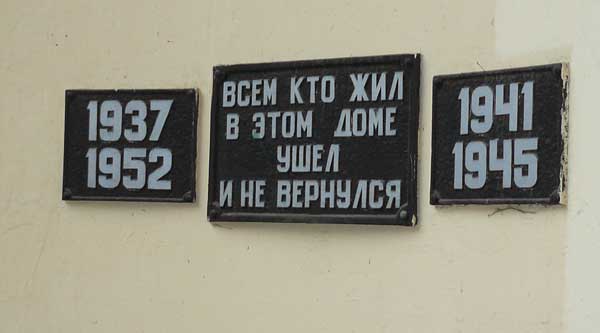 1937
1952
ВСЕМ КТО ЖИЛ
В ЭТОМ ДОМЕ
УШЕЛ
И НЕ ВЕРНУЛСЯ
1941
1945